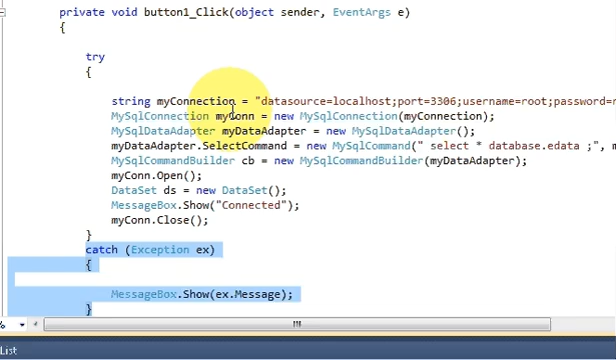 private void button1_Click(object sender, EventArgs e)
{
try
{
string myConnection = "datasource=localhost;port=3306;username=root;password=
MySqlConnection myConn = new MySqlConnection(myConnection);
MySqlDataAdapter myDataAdapter = new MySqlDataAdapter();
myDataAdapter.SelectCommand = new MySqlCommand(" select * database.edata ;",
MySqlCommandBuilder cb = new MySqlCommandBuilder(myDataAdapter);
myConn.Open();
DataSet ds = new DataSet();
MessageBox.Show("Connected");
myConn.Close();
}
catch (Exception ex)
{
MessageBox.Show(ex.Message);
}
%
List